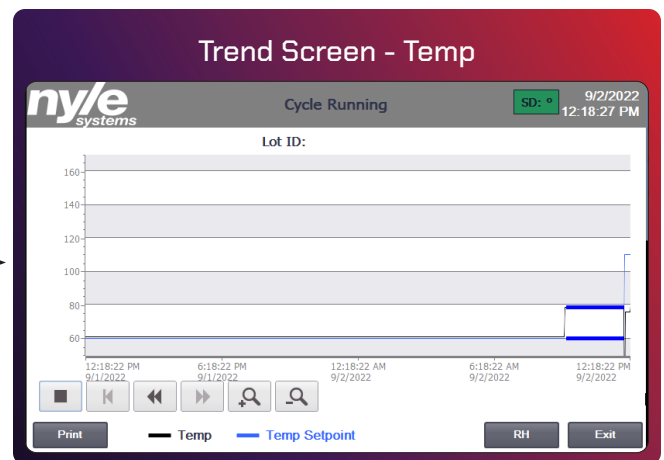 Trend Screen - Temp
nyle
systems
Cycle Running
SD: °
9/2/2022
12:18:27 PM
Lot ID:
160
140
120
100
80
60
12:18:22 PM 6:18:22 PM 12:18:22 AM 6:18:22 AM 12:18:22 PM
9/1/2022 9/1/2022 9/2/2022 9/2/2022 9/2/2022
Print Temp Temp Setpoint RH Exit